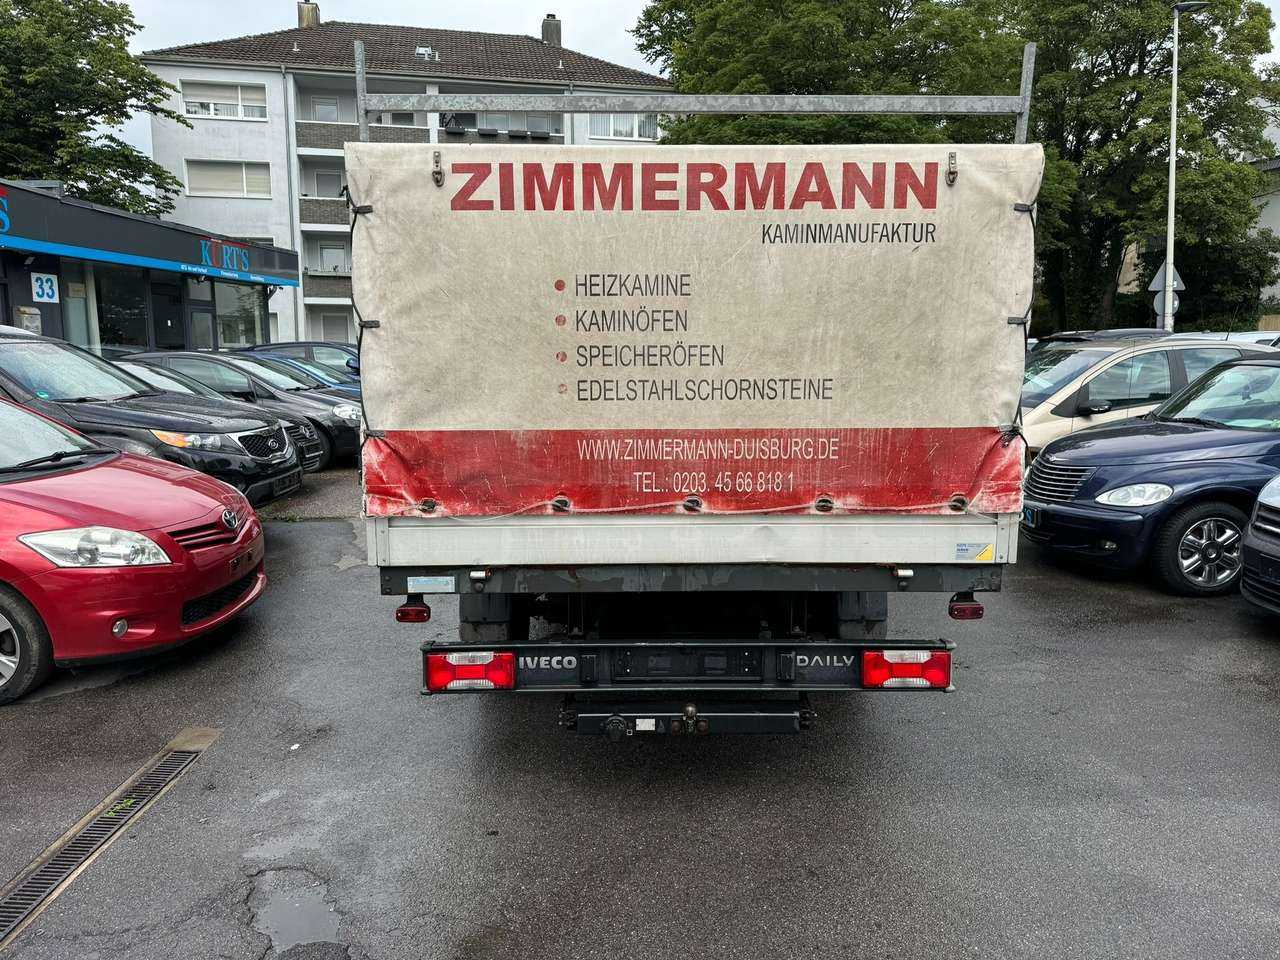 ZIMMERMANN
KAMINMANUFAKTUR
HEIZKAMINE
KAMINÖFEN
SPEICHERÖFEN
EDELSTAHLSCHORNSTEINE
WWW.ZIMMERMANN-DUISBURG.DE
TEL.: 0203. 45 66 818 1
IVECO
DAILY
KURT'S
33